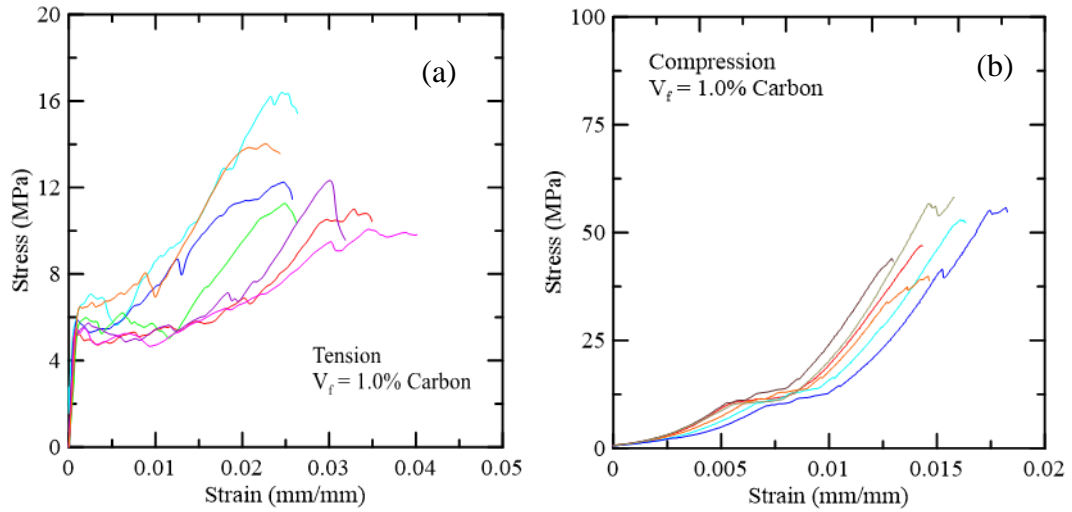 20
16
12
8
4
0
Stress (MPa)
(a)
Tension
V_f = 1.0% Carbon
0
0.01
0.02
0.03
0.04
0.05
Strain (mm/mm)
100
75
50
25
0
Stress (MPa)
Compression
V_f = 1.0% Carbon
(b)
0
0.005
0.01
0.015
0.02
Strain (mm/mm)